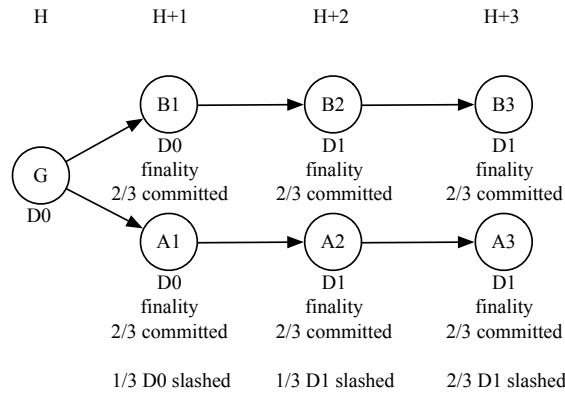 H H+1 H+2 H+3
B1 B2 B3
D0 D1 D1
finality finality finality
2/3 committed 2/3 committed 2/3 committed
G
D0
A1 A2 A3
D0 D1 D1
finality finality finality
2/3 committed 2/3 committed 2/3 committed
1/3 D0 slashed 1/3 D1 slashed 2/3 D1 slashed